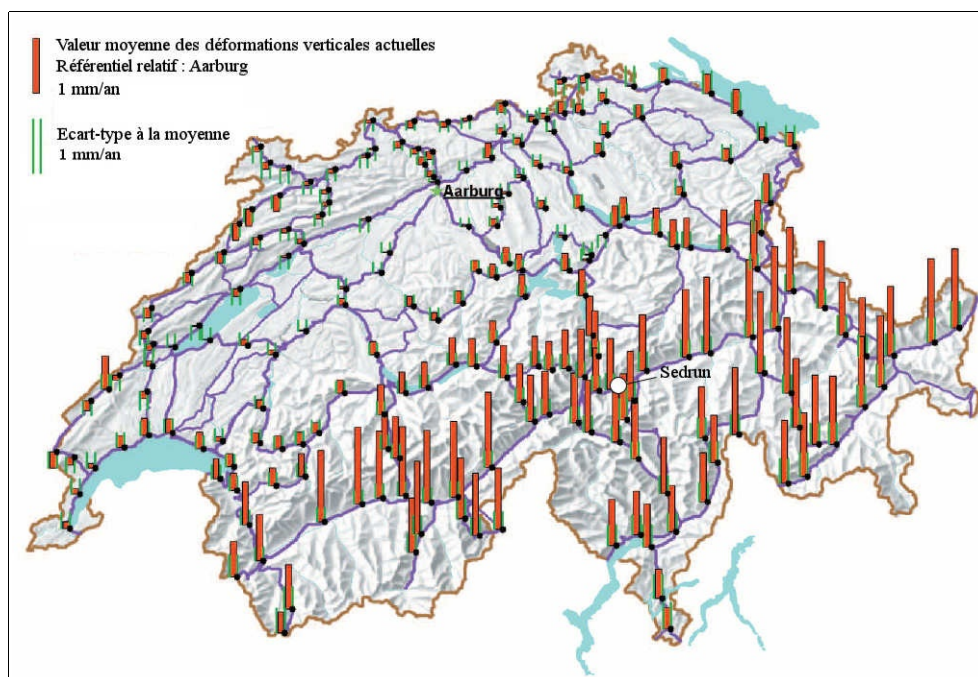 Valeur moyenne des déformations verticales actuelles
Référentiel relatif : Aarburg
1 mm/an
Ecart-type à la moyenne
1 mm/an
Aarburg
Sedrun